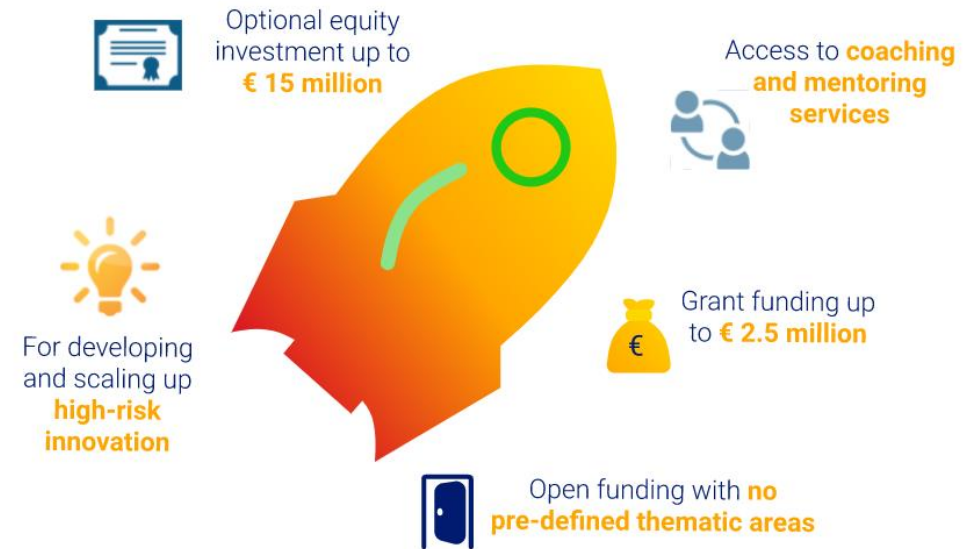 Optional equity
investment up to
€ 15 million
Access to coaching
and mentoring
services
For developing
and scaling up
high-risk
innovation
€
Grant funding up
to € 2.5 million
Open funding with no
pre-defined thematic areas